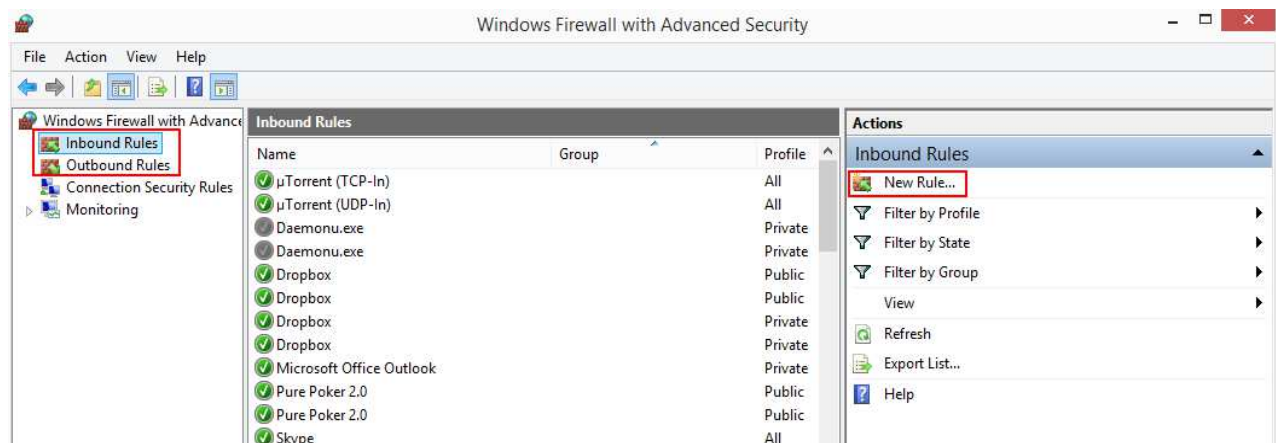 Windows Firewall with Advanced Security
File Action View Help
Windows Firewall with Advance
Inbound Rules
Outbound Rules
Connection Security Rules
Monitoring
Inbound Rules
Name Group Profile
µTorrent (TCP-In) All
µTorrent (UDP-In) All
Daemonu.exe Private
Daemonu.exe Private
Dropbox Public
Dropbox Public
Dropbox Private
Dropbox Private
Microsoft Office Outlook Private
Pure Poker 2.0 Public
Pure Poker 2.0 Public
Skype All
Actions
Inbound Rules
New Rule...
Filter by Profile
Filter by State
Filter by Group
View
Refresh
Export List...
Help